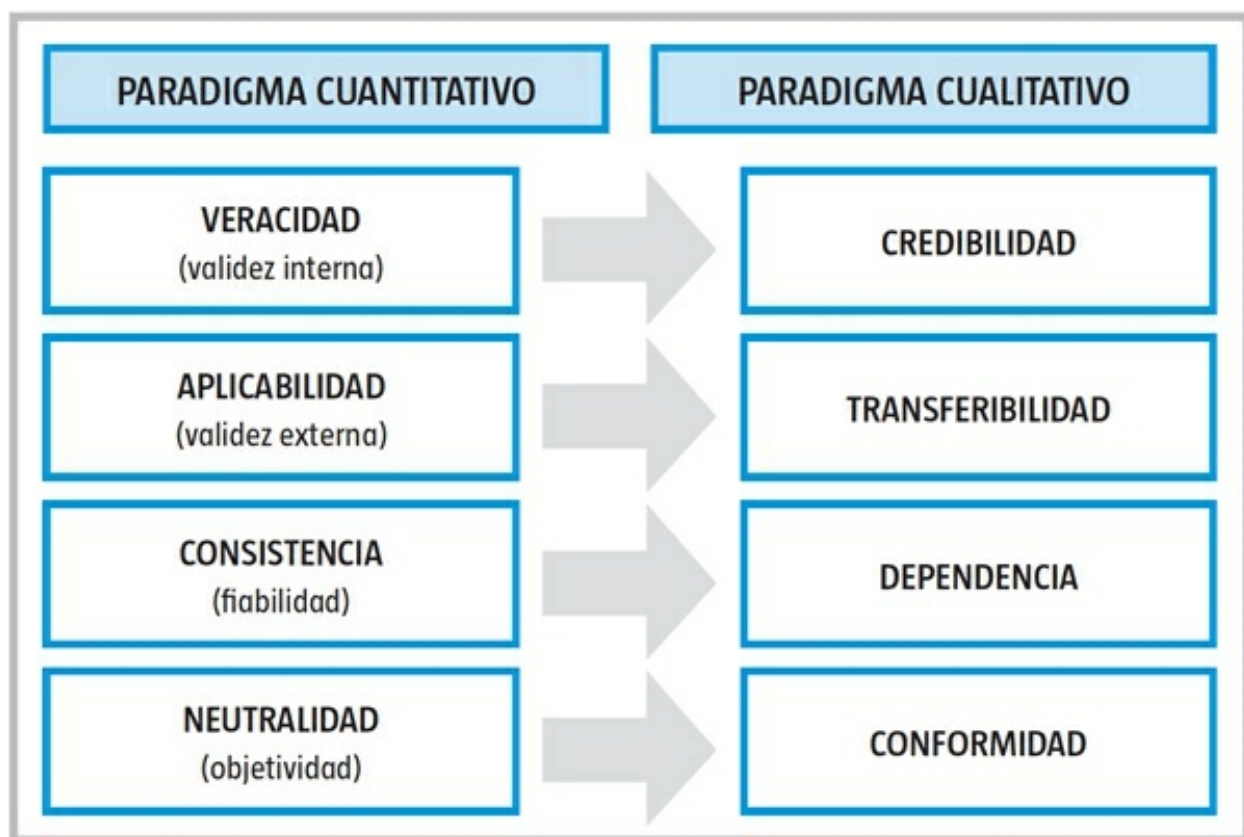 PARADIGMA CUANTITATIVO
PARADIGMA CUALITATIVO
VERACIDAD
(validez interna)
CREDIBILIDAD
APLICABILIDAD
(validez externa)
TRANSFERIBILIDAD
CONSISTENCIA
(fiabilidad)
DEPENDENCIA
NEUTRALIDAD
(objetividad)
CONFORMIDAD